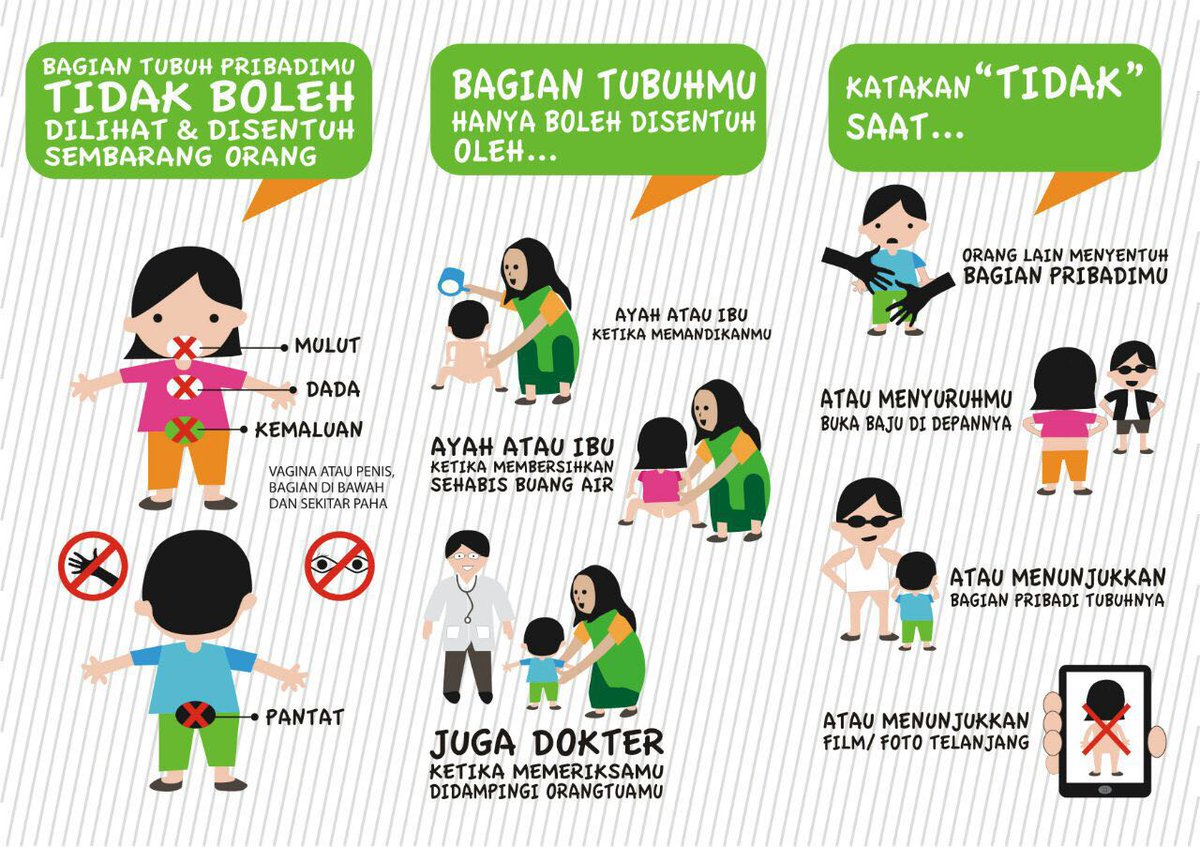 BAGIAN TUBUH PRIBADIMU
TIDAK BOLEH
DILIHAT & DISENTUH
SEMBARANG ORANG
MULUT
DADA
KEMALUAN
VAGINA ATAU PENIS,
BAGIAN DI BAWAH
DAN SEKITAR PAHA
PANTAT
BAGIAN TUBUHMU
HANYA BOLEH DISENTUH
OLEH...
AYAH ATAU IBU
KETIKA MEMANDIKANMU
AYAH ATAU IBU
KETIKA MEMBERSIHKAN
SEHABIS BUANG AIR
JUGA DOKTER
KETIKA MEMERIKSAMU
DIDAMPINGI ORANGTUAMU
KATAKAN “TIDAK”
SAAT...
ORANG LAIN MENYENTUH
BAGIAN PRIBADIMU
ATAU MENYURUHMU
BUKA BAJU DI DEPANNYA
ATAU MENUNJUKKAN
BAGIAN PRIBADI TUBUHNYA
ATAU MENUNJUKKAN
FILM/ FOTO TELANJANG